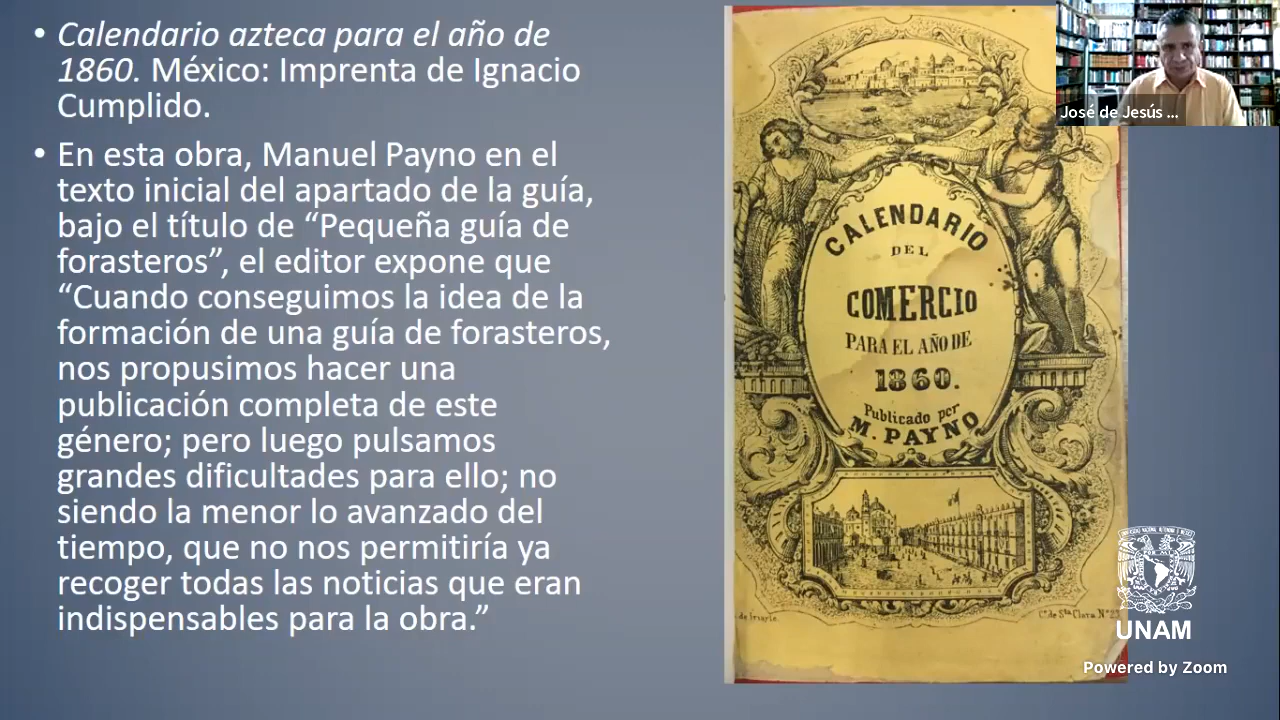 • Calendario azteca para el año de
1860. México: Imprenta de Ignacio
Cumplido.
• En esta obra, Manuel Payno en el
texto inicial del apartado de la guía,
bajo el título de “Pequeña guía de
forasteros”, el editor expone que
“Cuando conseguimos la idea de la
formación de una guía de forasteros,
nos propusimos hacer una
publicación completa de este
género; pero luego pulsamos
grandes dificultades para ello; no
siendo la menor lo avanzado del
tiempo, que no nos permitiría ya
recoger todas las noticias que eran
indispensables para la obra.”
CALENDARIO
DEL
COMERCIO
PARA EL AÑO DE
1860.
Publicado por
M. PAYNO
de Iriarte.
José de Jesús ...
UNAM
Powered by Zoom